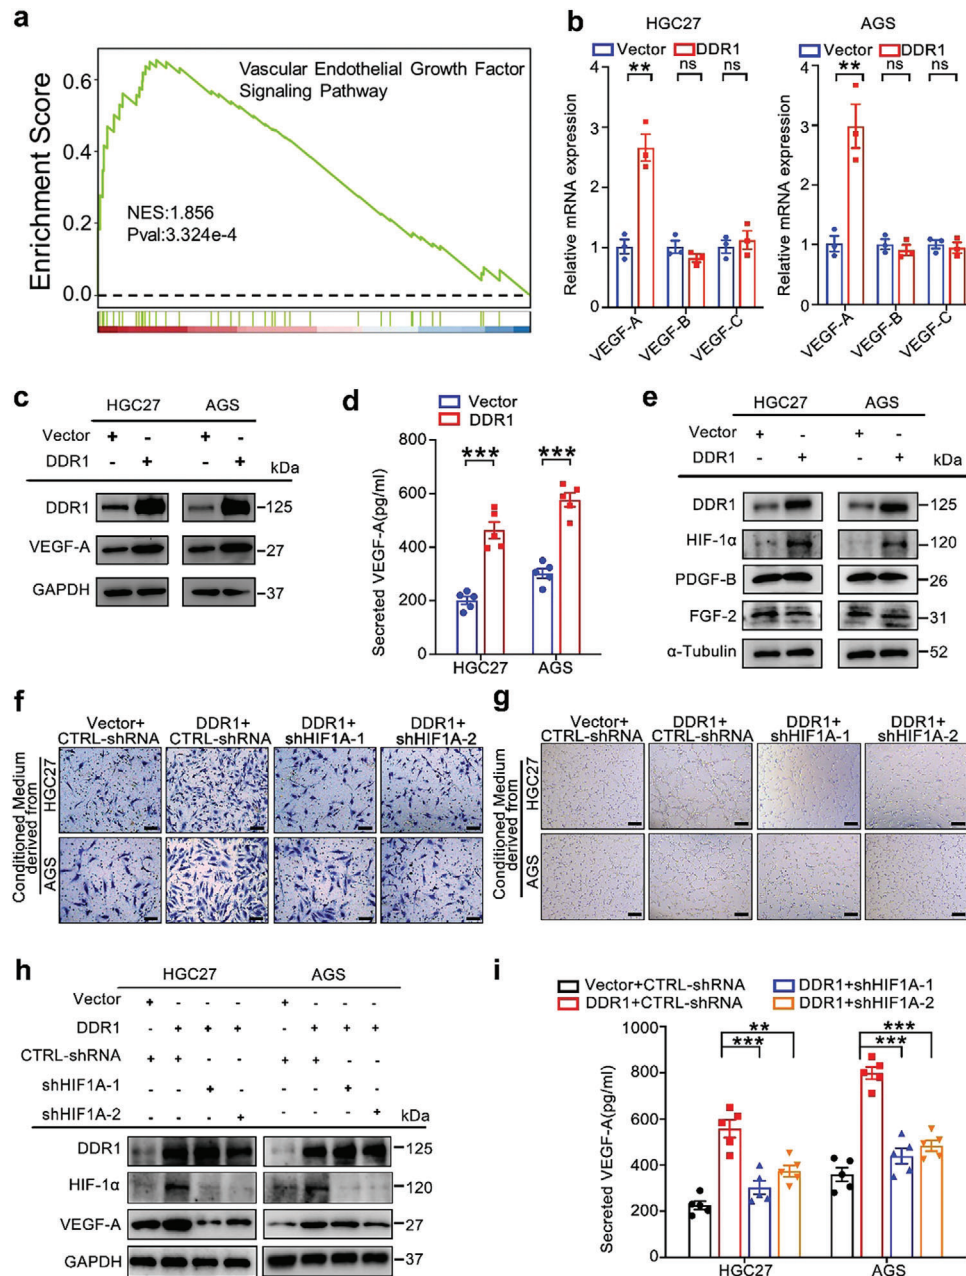 a
Vascular Endothelial Growth Factor
Signaling Pathway
Enrichment Score
0.6
0.4
0.2
0.0
NES:1.856
Pval:3.324e-4
b
HGC27
AGS
Vector DDR1
Vector DDR1
** ns ns
** ns ns
Relative mRNA expression
4
3
2
1
0
VEGF-A VEGF-B VEGF-C
Relative mRNA expression
4
3
2
1
0
VEGF-A VEGF-B VEGF-C
c
HGC27 AGS
Vector + - + -
DDR1 - + - + kDa
DDR1 125
VEGF-A 27
GAPDH 37
d
Vector
DDR1
Secreted VEGF-A(pg/ml)
800
600
400
200
0
*** ***
HGC27 AGS
e
HGC27 AGS
Vector + - + -
DDR1 - + - + kDa
DDR1 125
HIF-1α 120
PDGF-B 26
FGF-2 31
α-Tubulin 52
f
Vector+ DDR1+ DDR1+ DDR1+
CTRL-shRNA CTRL-shRNA shHIF1A-1 shHIF1A-2
Conditioned Medium
derived from
HGC27
AGS
g
Vector+ DDR1+ DDR1+ DDR1+
CTRL-shRNA CTRL-shRNA shHIF1A-1 shHIF1A-2
Conditioned Medium
derived from
HGC27
AGS
h
HGC27 AGS
Vector + - - - + - - -
DDR1 - + + + - + + +
CTRL-shRNA + + - - + + - -
shHIF1A-1 - - + - - - + -
shHIF1A-2 - - - + - - - + kDa
DDR1 125
HIF-1α 120
VEGF-A 27
GAPDH 37
i
Vector+CTRL-shRNA DDR1+shHIF1A-1
DDR1+CTRL-shRNA DDR1+shHIF1A-2
Secreted VEGF-A(pg/ml)
1000
800
600
400
200
0
** ***
*** ***
HGC27 AGS